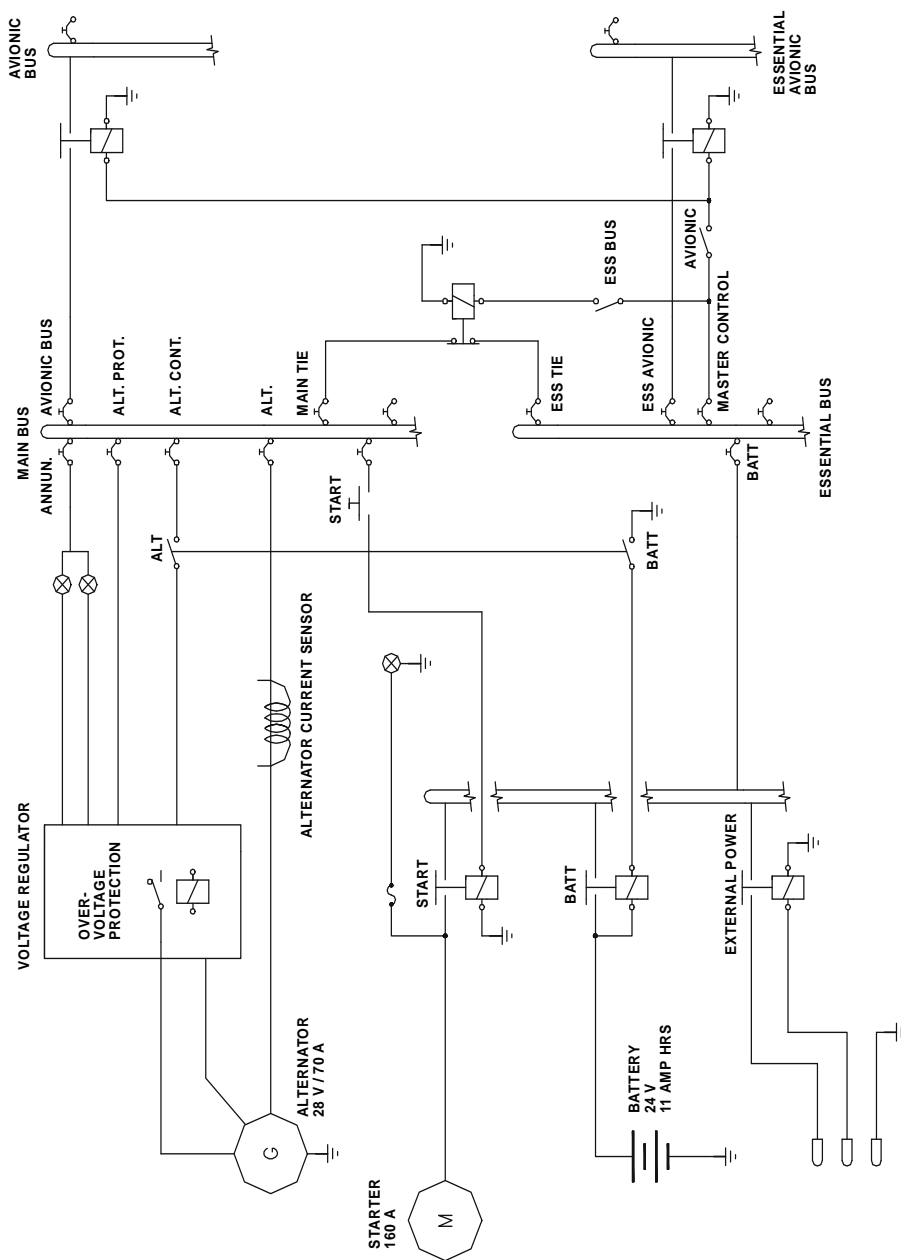 VOLTAGE REGULATOR
OVER-
VOLTAGE
PROTECTION
ALTERNATOR
28 V / 70 A
G
STARTER
160 A
M
BATTERY
24 V
11 AMP HRS
ALTERNATOR CURRENT SENSOR
START
BATT
EXTERNAL POWER
ALT
START
BATT
MAIN BUS
ANNUN.
AVIONIC BUS
ALT. PROT.
ALT. CONT.
ALT.
MAIN TIE
ESS TIE
ESS AVIONIC
MASTER CONTROL
BATT
ESSENTIAL BUS
ESS BUS
AVIONIC
AVIONIC
BUS
ESSENTIAL
AVIONIC
BUS